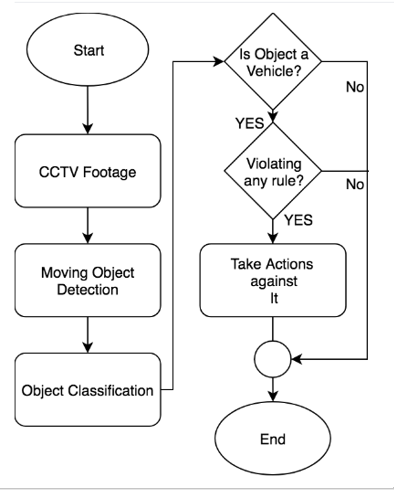 Start
CCTV Footage
Moving Object
Detection
Object Classification
Is Object a
Vehicle?
No
YES
Violating
any rule?
No
YES
Take Actions
against
It
End